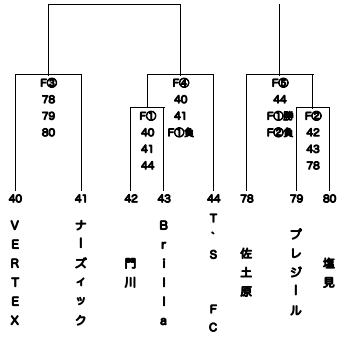 F③
78
79
80
F④
40
41
F①負
F①
40
41
44
F⑤
44
F①勝
F②負
F②
42
43
78
40
41
42
43
44
78
79
80
VERTEX
ナーズィック
門川
Brilla
T、S FC
佐土原
プレジール
塩見